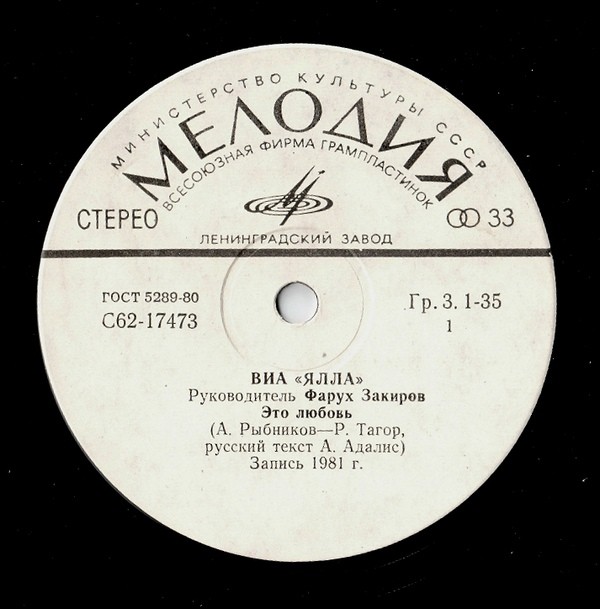 МИНИСТЕРСТВО КУЛЬТУРЫ СССР
МЕЛОДИЯ
ВСЕСОЮЗНАЯ ФИРМА ГРАМПЛАСТИНОК
СТЕРЕО
33
ЛЕНИНГРАДСКИЙ ЗАВОД
ГОСТ 5289-80
С62-17473
Гр. 3. 1-35
1
ВИА «ЯЛЛА»
Руководитель Фарух Закиров
Это любовь
(А. Рыбников—Р. Тагор,
русский текст А. Адалис)
Запись 1981 г.